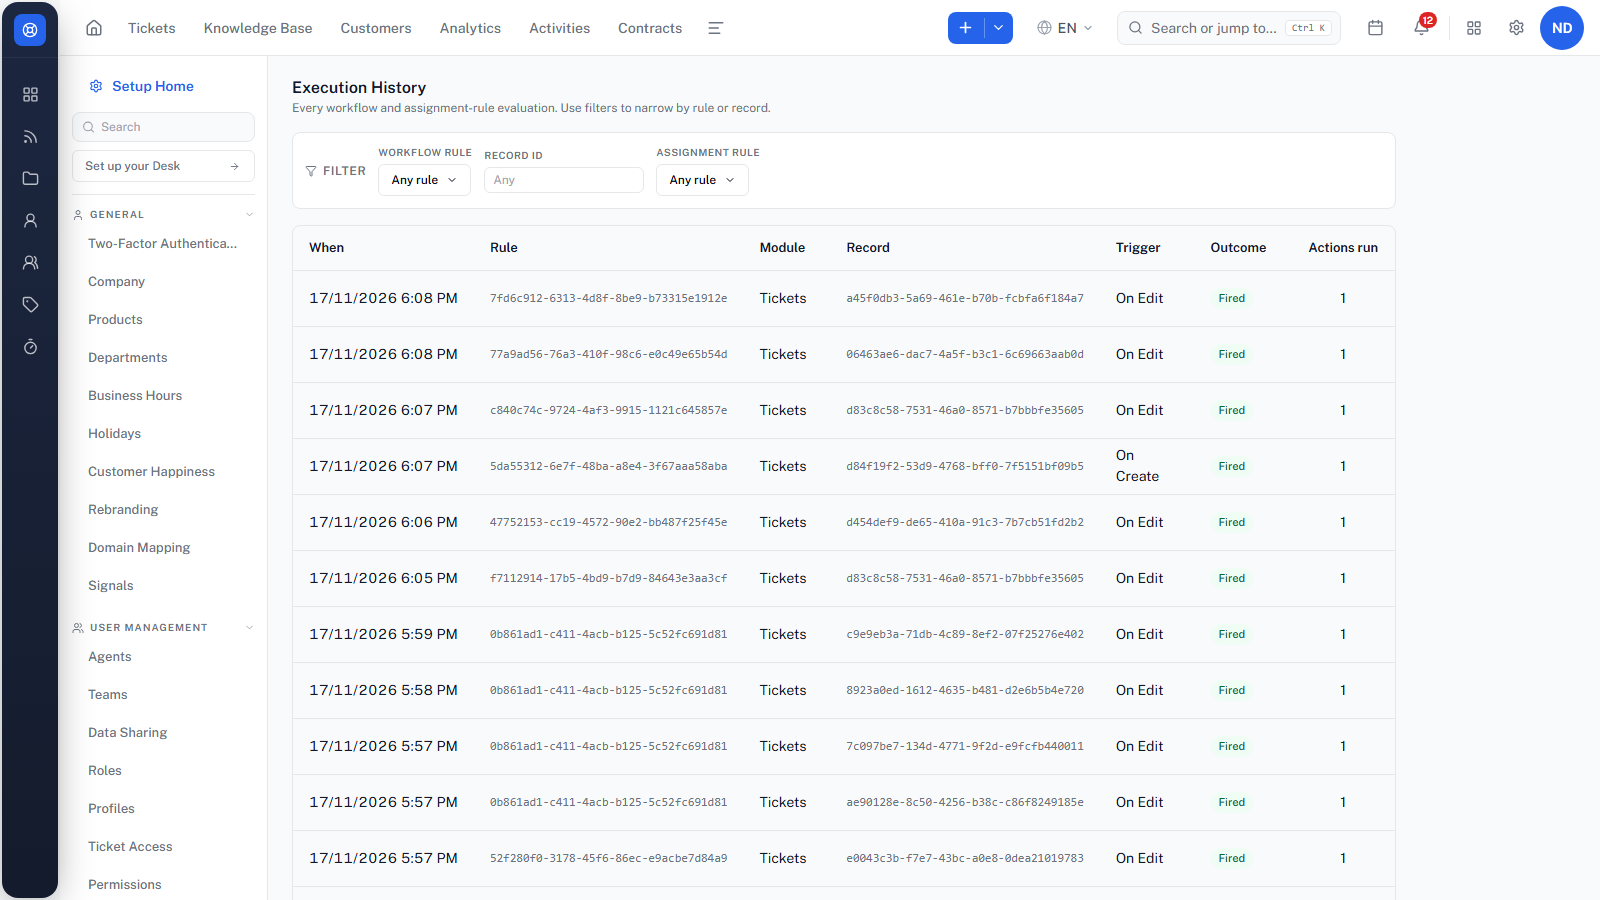 Tickets
Knowledge Base
Customers
Analytics
Activities
Contracts
EN
Search or jump to...
Ctrl K
12
ND
Setup Home
Search
Set up your Desk
GENERAL
Two-Factor Authentica...
Company
Products
Departments
Business Hours
Holidays
Customer Happiness
Rebranding
Domain Mapping
Signals
USER MANAGEMENT
Agents
Teams
Data Sharing
Roles
Profiles
Ticket Access
Permissions
Execution History
Every workflow and assignment-rule evaluation. Use filters to narrow by rule or record.
FILTER
WORKFLOW RULE
Any rule
RECORD ID
Any
ASSIGNMENT RULE
Any rule
When Rule Module Record Trigger Outcome Actions run
17/11/2026 6:08 PM 7fd6c912-6313-4d8f-8be9-b73315e1912e Tickets a45f0db3-5a69-461e-b70b-fcbfa6f184a7 On Edit Fired 1
17/11/2026 6:08 PM 77a9ad56-76a3-410f-98c6-e0c49e65b54d Tickets 06463ae6-dac7-4a5f-b3c1-6c69663aab0d On Edit Fired 1
17/11/2026 6:07 PM c840c74c-9724-4af3-9915-1121c645857e Tickets d83c8c58-7531-46a0-8571-b7bbbfe35605 On Edit Fired 1
17/11/2026 6:07 PM 5da55312-6e7f-48ba-a8e4-3f67aaa58aba Tickets d84f19f2-53d9-4768-bff0-7f5151bf09b5 On Create Fired 1
17/11/2026 6:06 PM 47752153-cc19-4572-90e2-bb487f25f45e Tickets d454def9-de65-410a-91c3-7b7cb51fd2b2 On Edit Fired 1
17/11/2026 6:05 PM f7112914-17b5-4bd9-b7d9-84643e3aa3cf Tickets d83c8c58-7531-46a0-8571-b7bbbfe35605 On Edit Fired 1
17/11/2026 5:59 PM 0b861ad1-c411-4acb-b125-5c52fc691d81 Tickets c9e9eb3a-71db-4c89-8ef2-07f25276e402 On Edit Fired 1
17/11/2026 5:58 PM 0b861ad1-c411-4acb-b125-5c52fc691d81 Tickets 8923a0ed-1612-4635-b481-d2e6b5b4e720 On Edit Fired 1
17/11/2026 5:57 PM 0b861ad1-c411-4acb-b125-5c52fc691d81 Tickets 7c097be7-134d-4771-9f2d-e9fcfb440011 On Edit Fired 1
17/11/2026 5:57 PM 0b861ad1-c411-4acb-b125-5c52fc691d81 Tickets ae90128e-8c50-4256-b38c-c86f8249185e On Edit Fired 1
17/11/2026 5:57 PM 52f280f0-3178-45f6-86ec-e9acbe7d84a9 Tickets e0043c3b-f7e7-43bc-a0e8-0dea21019783 On Edit Fired 1